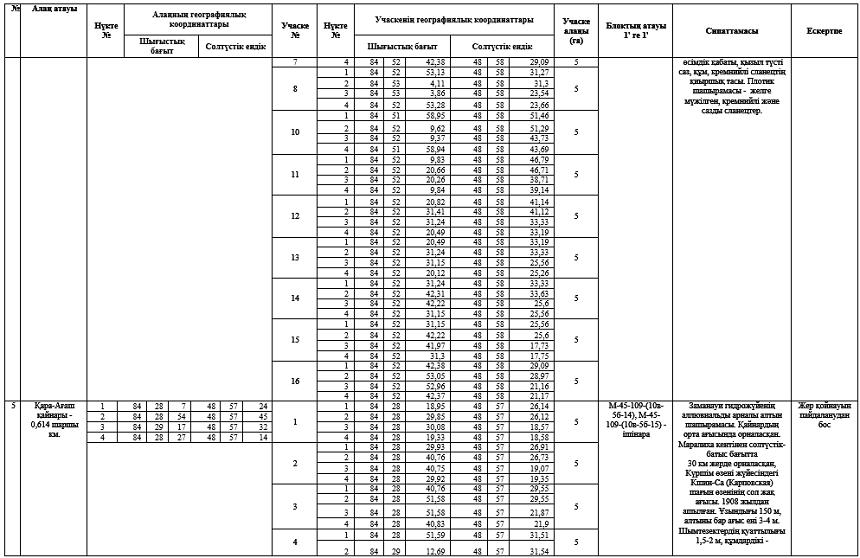 № Алаң атауы Алаңның географиялық координаттары Учаске № Учаскенің географиялық координаттары Учаске алаңы (га) Блоктың атауы 1' ге 1' Сипаттамасы Ескертпе
Нүкте № Шығыстық бағыт Солтүстік ендік Нүкте № Шығыстық бағыт Солтүстік ендік
7 4 84 52 42,38 48 58 29,09 5
8 5
1 84 52 53,13 48 58 31,27
2 84 53 4,11 48 58 31,3
3 84 53 3,86 48 58 23,54
4 84 52 53,28 48 58 23,66
10 5
1 84 51 58,95 48 58 51,46
2 84 52 9,62 48 58 51,29
3 84 52 9,37 48 58 43,73
4 84 51 58,94 48 58 43,69
11 5
1 84 52 9,83 48 58 46,79
2 84 52 20,66 48 58 46,71
3 84 52 20,26 48 58 38,71
4 84 52 9,84 48 58 39,14
12 5
1 84 52 20,82 48 58 41,14
2 84 52 31,41 48 58 41,12
3 84 52 31,24 48 58 33,33
4 84 52 20,49 48 58 33,19
13 5
1 84 52 20,49 48 58 33,19
2 84 52 31,24 48 58 33,33
3 84 52 31,15 48 58 25,56
4 84 52 20,12 48 58 25,26
14 5
1 84 52 31,24 48 58 33,33
2 84 52 42,31 48 58 33,63
3 84 52 42,22 48 58 25,6
4 84 52 31,15 48 58 25,56
15 5
1 84 52 31,15 48 58 25,56
2 84 52 42,22 48 58 25,6
3 84 52 41,97 48 58 17,73
4 84 52 31,3 48 58 17,75
16 5
1 84 52 42,38 48 58 29,09
2 84 52 53,05 48 58 28,97
3 84 52 52,96 48 58 21,16
4 84 52 42,37 48 58 21,17
өсімдік қабаты, қызыл түсті
саз, құм, кремнийлі сланецтің
қиыршық тасы. Плотик
шашырамасы - желге
мүжілген, кремнийлі және
сазды сланецтер.
5 Қара-Ағаш
қайнары -
0,614 шаршы
км.
1 84 28 7 48 57 24
2 84 28 54 48 57 45
3 84 29 17 48 57 32
4 84 28 27 48 57 14
1 5
1 84 28 18,95 48 57 26,14
2 84 28 29,85 48 57 26,12
3 84 28 30,08 48 57 18,57
4 84 28 19,33 48 57 18,58
2 5
1 84 28 29,93 48 57 26,91
2 84 28 40,76 48 57 26,73
3 84 28 40,75 48 57 19,07
4 84 28 29,92 48 57 19,35
3 5
1 84 28 40,76 48 57 29,55
2 84 28 51,58 48 57 29,55
3 84 28 51,58 48 57 21,87
4 84 28 40,83 48 57 21,9
4 5
1 84 28 51,59 48 57 31,51
2 84 29 12,69 48 57 31,54
М-45-109-(10в-
5б-14), М-45-
109-(10в-5б-15) -
ішінара
Заманауи гидрожүйенің
аллювиальды арналы алтын
шашырамасы. Қайнардың
орта ағысында орналасқан.
Маралиха кентінен солтүстік-
батыс бағытта
30 км жерде орналасқан,
Күршім өзені жүйесіндегі
Кіши-Са (Карповская)
шағын өзенінің сол жақ
ағысы. 1908 жылдан
ашылған. Ұзындығы 150 м,
алтыны бар ағыс ені 3-4 м.
Шымтезектердің қуаттылығы
1,5-2 м, құмдардікі -
Жер қойнауын
пайдаланудан
бос